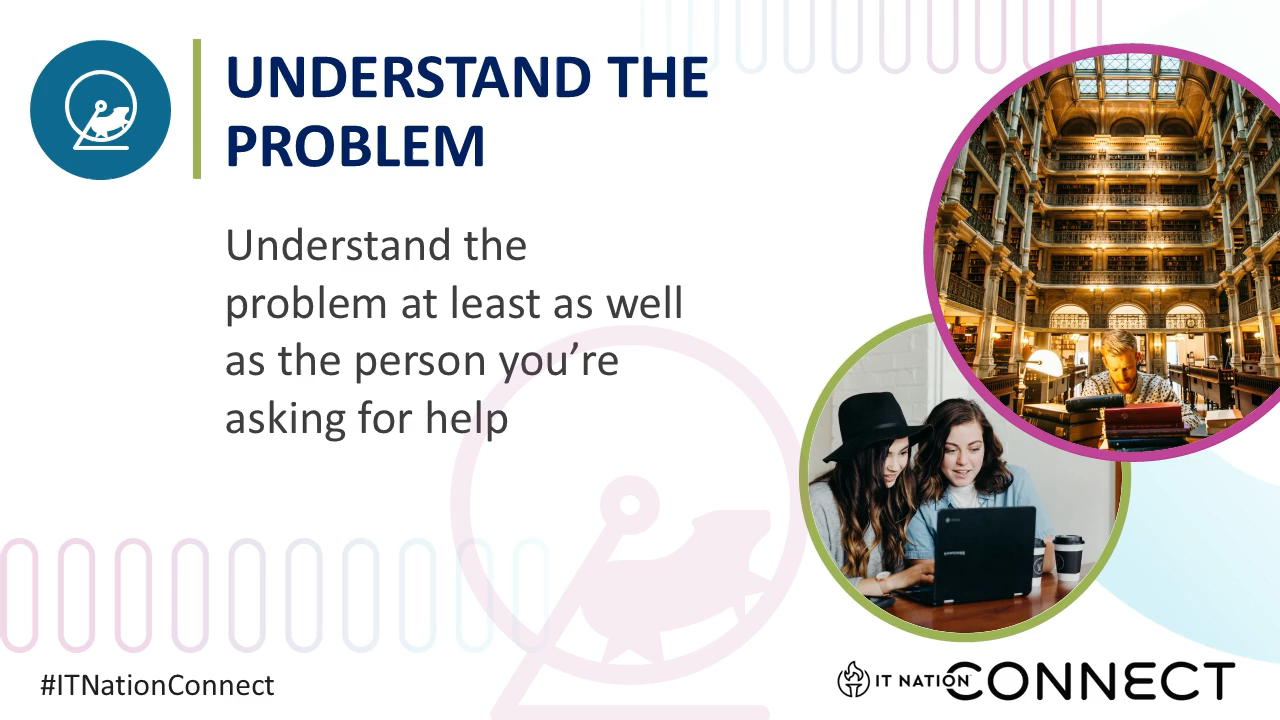 UNDERSTAND THE
PROBLEM
Understand the
problem at least as well
as the person you’re
asking for help
SAMSUNG
#ITNationConnect
IT NATION CONNECT